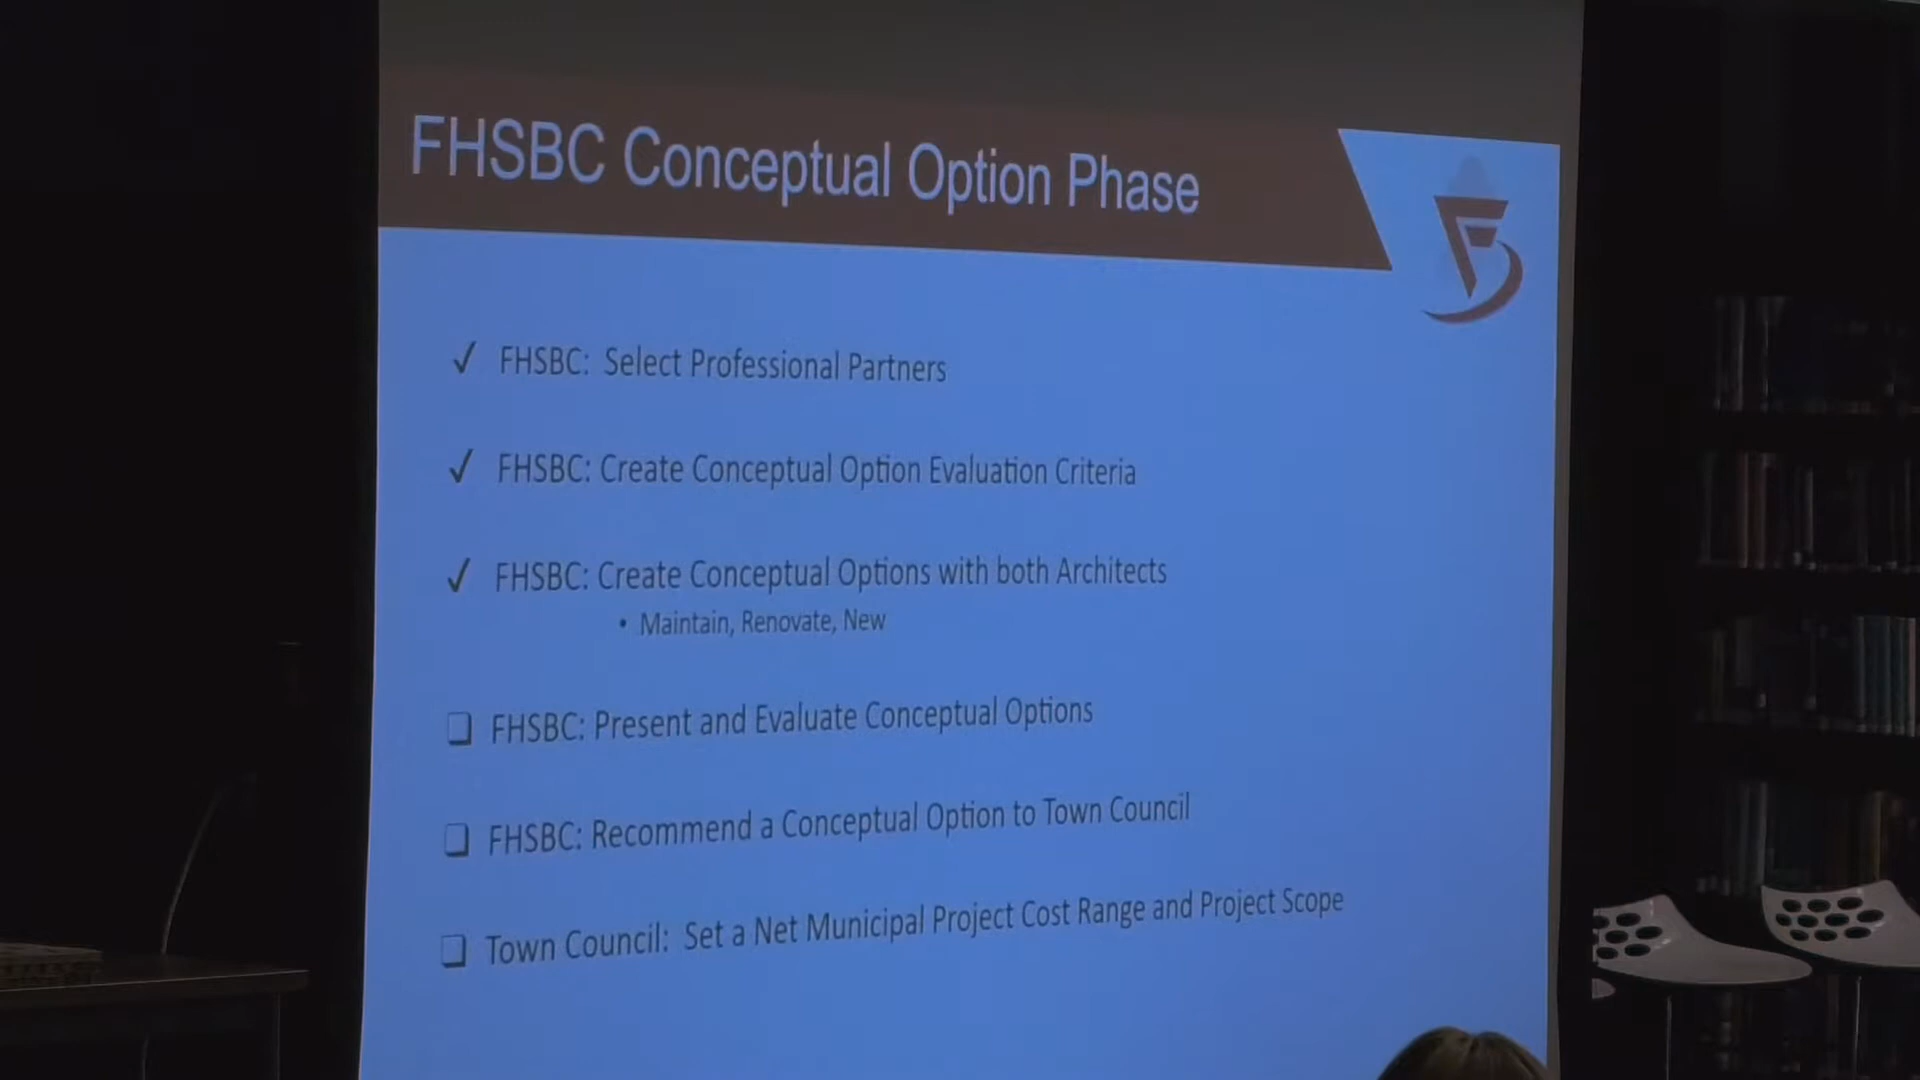 FHSBC Conceptual Option Phase
F
✓ FHSBC: Select Professional Partners
✓ FHSBC: Create Conceptual Option Evaluation Criteria
✓ FHSBC: Create Conceptual Options with both Architects
• Maintain, Renovate, New
❑ FHSBC: Present and Evaluate Conceptual Options
❑ FHSBC: Recommend a Conceptual Option to Town Council
❑ Town Council: Set a Net Municipal Project Cost Range and Project Scope